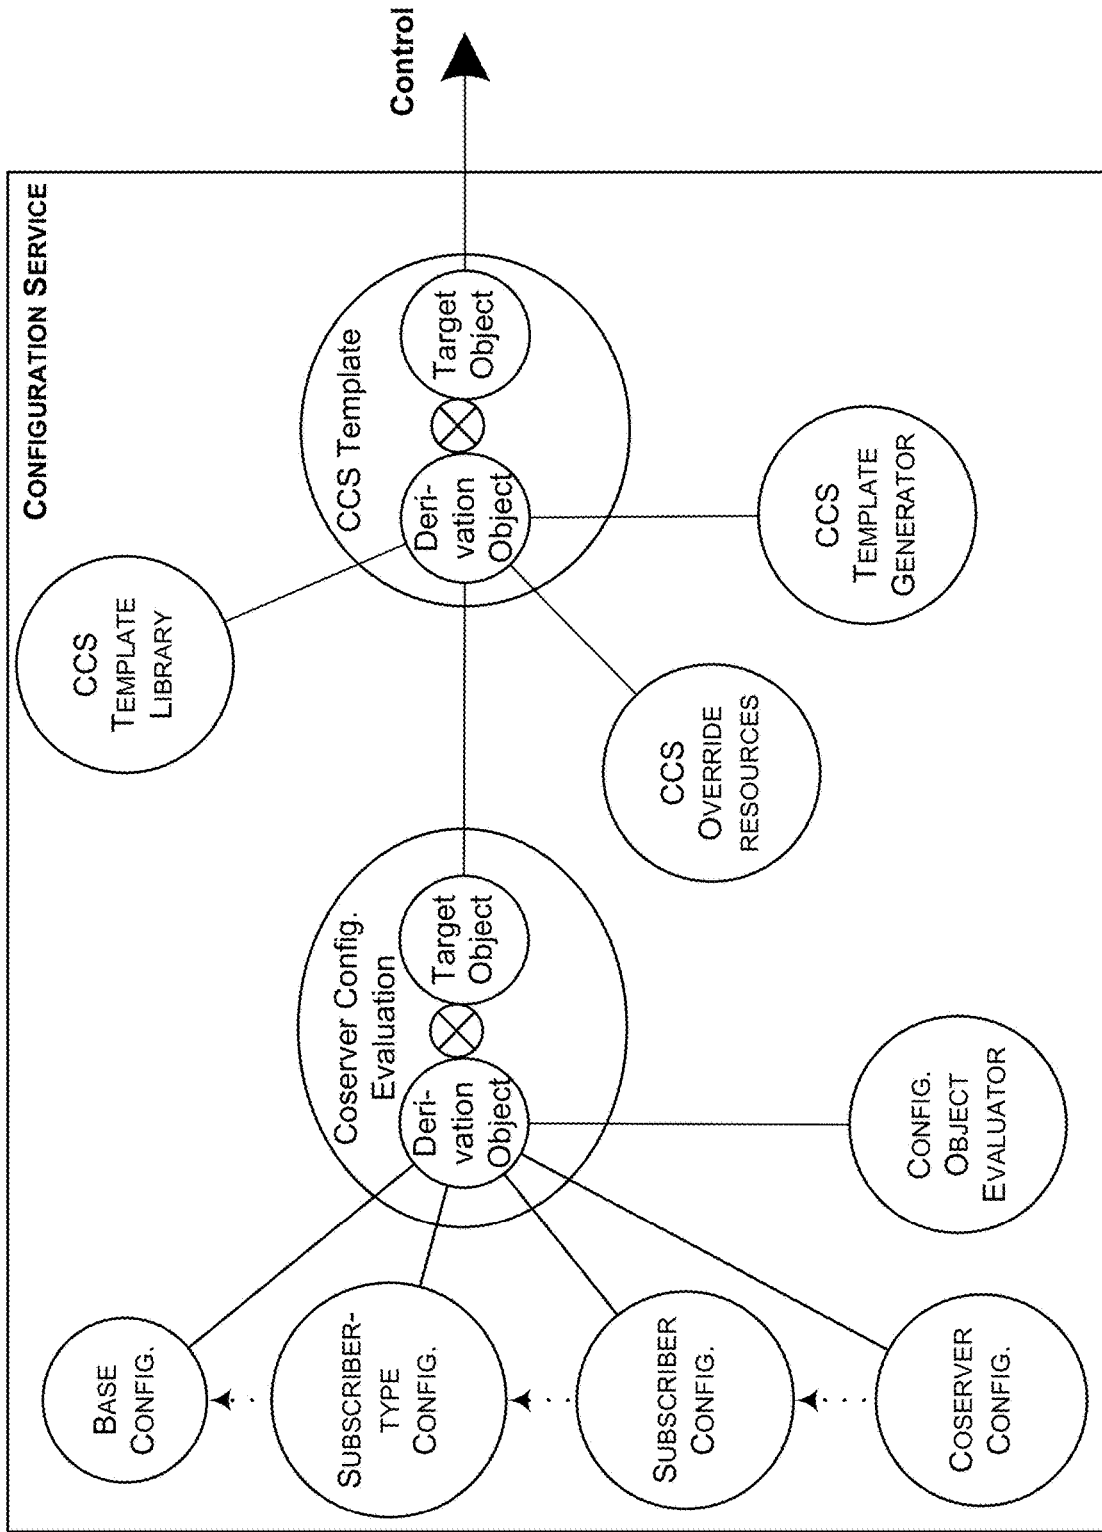 CONFIGURATION SERVICE
Control
BASE
CONFIG.
SUBSCRIBER-
TYPE
CONFIG.
SUBSCRIBER
CONFIG.
COSERVER
CONFIG.
Coserver Config.
Evaluation
Deri-
vation
Object
Target
Object
CONFIG.
OBJECT
EVALUATOR
CCS
TEMPLATE
LIBRARY
CCS
OVERRIDE
RESOURCES
CCS Template
Deri-
vation
Object
Target
Object
CCS
TEMPLATE
GENERATOR